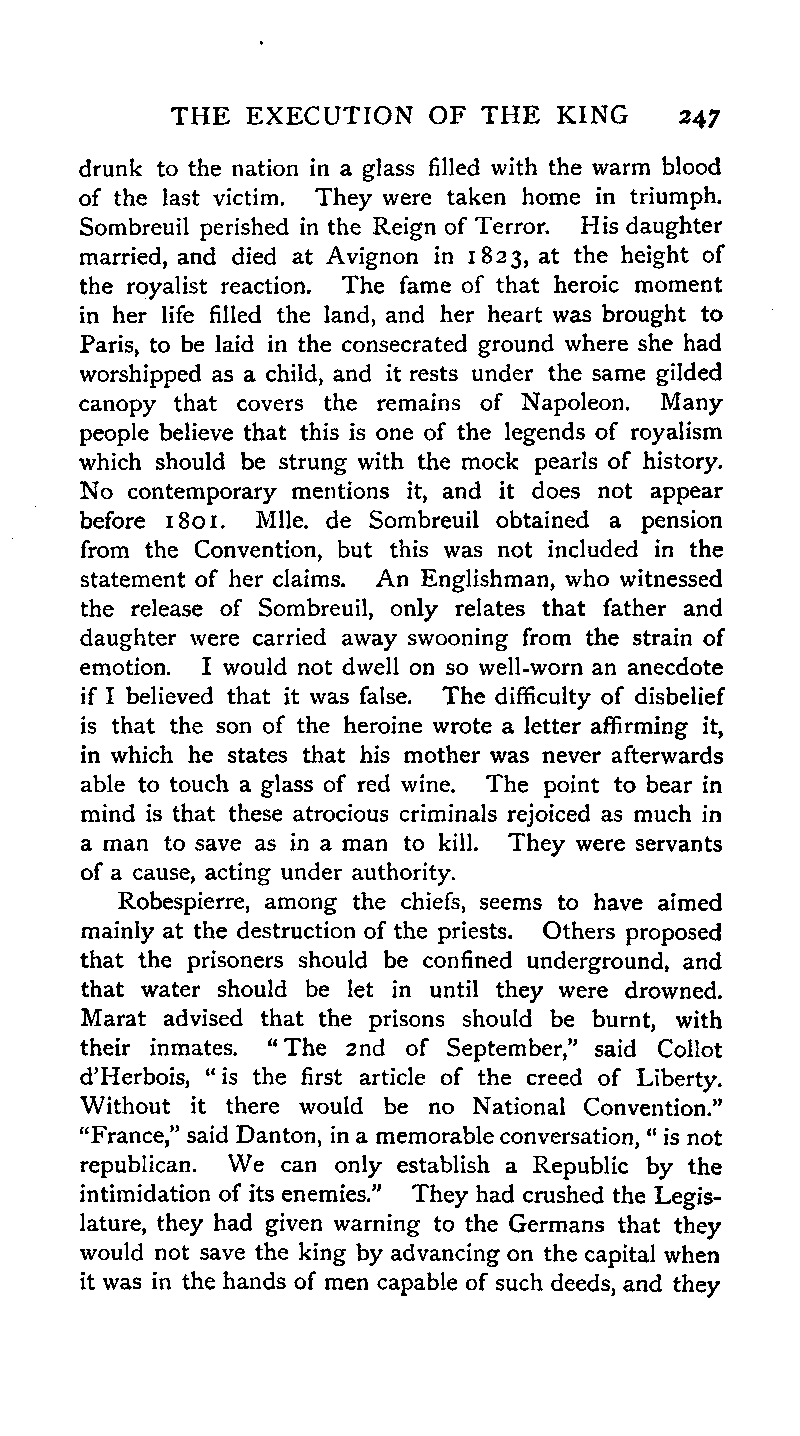 THE EXECUTION OF THE KING 247
drunk to the nation in a glass filled with the warm blood
of the last victim. They were taken home in triumph.
Sombreuil perished in the Reign of Terror. His daughter
married, and died at Avignon in 1823, at the height of
the royalist reaction. The fame of that heroic moment
in her life filled the land, and her heart was brought to
Paris, to be laid in the consecrated ground where she had
worshipped as a child, and it rests under the same gilded
canopy that covers the remains of Napoleon. Many
people believe that this is one of the legends of royalism
which should be strung with the mock pearls of history.
No contemporary mentions it, and it does not appear
before 1801. Mlle. de Sombreuil obtained a pension
from the Convention, but this was not included in the
statement of her claims. An Englishman, who witnessed
the release of Sombreuil, only relates that father and
daughter were carried away swooning from the strain of
emotion. I would not dwell on so well-worn an anecdote
if I believed that it was false. The difficulty of disbelief
is that the son of the heroine wrote a letter affirming it,
in which he states that his mother was never afterwards
able to touch a glass of red wine. The point to bear in
mind is that these atrocious criminals rejoiced as much in
a man to save as in a man to kill. They were servants
of a cause, acting under authority.
Robespierre, among the chiefs, seems to have aimed
mainly at the destruction of the priests. Others proposed
that the prisoners should be confined underground, and
that water should be let in until they were drowned.
Marat advised that the prisons should be burnt, with
their inmates. "The 2nd of September," said Collot
d'Herbois, "is the first article of the creed of Liberty.
Without it there would be no National Convention."
"France," said Danton, in a memorable conversation, "is not
republican. We can only establish a Republic by the
intimidation of its enemies." They had crushed the Legis-
lature, they had given warning to the Germans that they
would not save the king by advancing on the capital when
it was in the hands of men capable of such deeds, and they